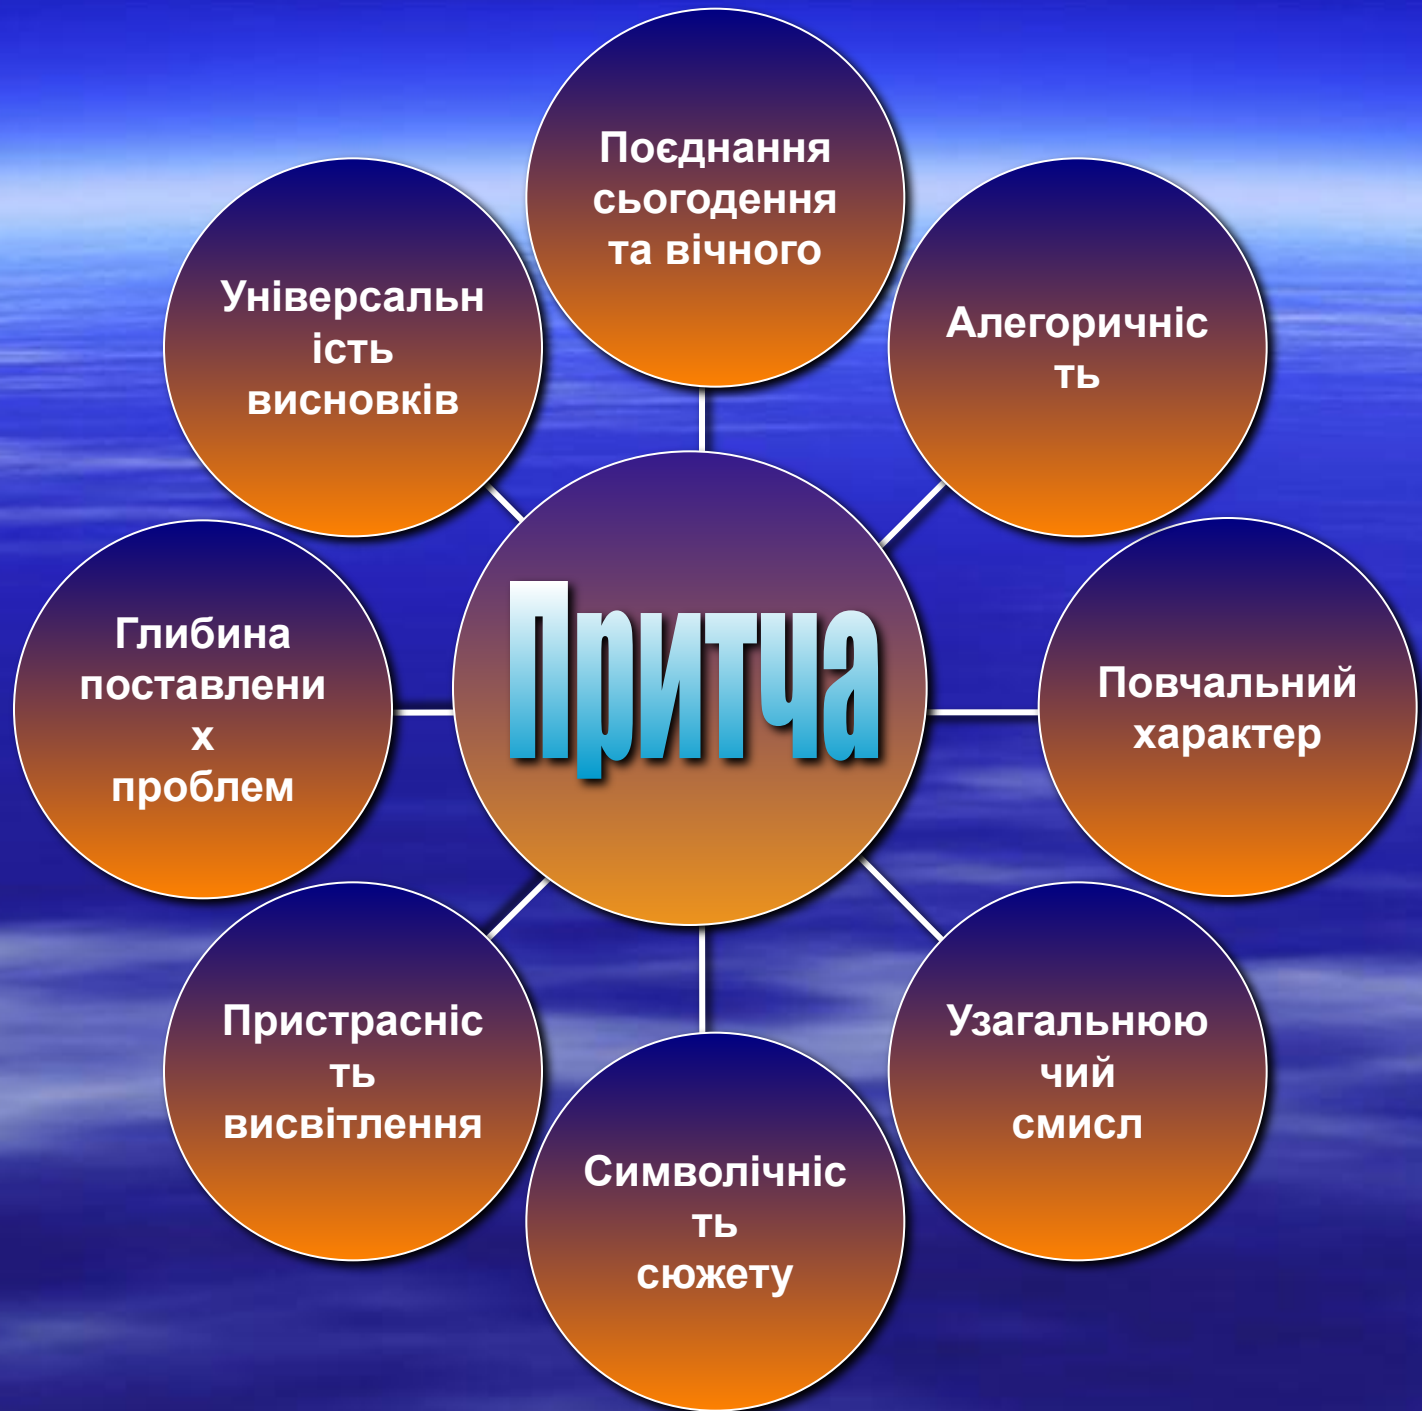 Поєднання
сьогодення
та вічного
Алегоричніс
ть
Повчальний
характер
Узагальнюю
чий
смисл
Символічніс
ть
сюжету
Пристрасніс
ть
висвітлення
Глибина
поставлени
х
проблем
Універсальн
ість
висновків
Притча